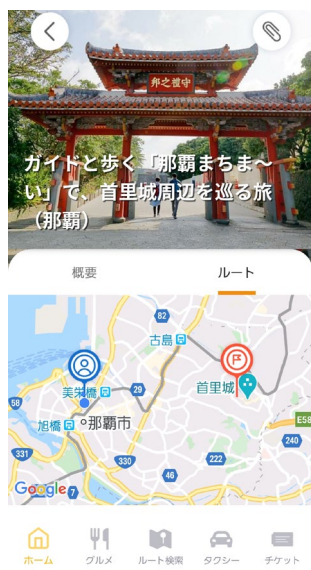 守禮之邦
ガイドと歩く「那覇まちま～
い」で、首里城周辺を巡る旅
（那覇）
概要
ルート
82
古島
美栄橋
29
首里城
58
旭橋
那覇市
E58
240
331
330
222
46
Google
7
ホーム
グルメ
ルート検索
タクシー
チケット